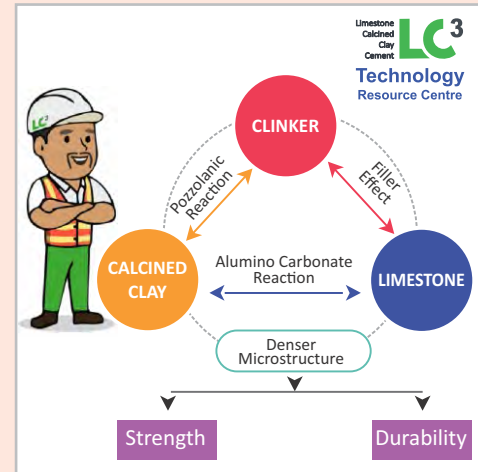 Limestone
Calcined
Clay
Cement
LC3
Technology
Resource Centre
LC3
CLINKER
Pozzolanic
Reaction
Filler
Effect
CALCINED
CLAY
Alumino Carbonate
Reaction
LIMESTONE
Denser
Microstructure
Strength
Durability